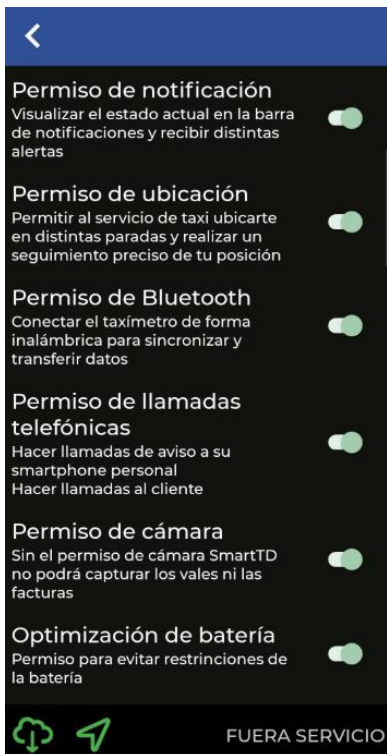 Permiso de notificación
Visualizar el estado actual en la barra
de notificaciones y recibir distintas
alertas
Permiso de ubicación
Permitir al servicio de taxi ubicarte
en distintas paradas y realizar un
seguimiento preciso de tu posición
Permiso de Bluetooth
Conectar el taxímetro de forma
inalámbrica para sincronizar y
transferir datos
Permiso de llamadas
telefónicas
Hacer llamadas de aviso a su
smartphone personal
Hacer llamadas al cliente
Permiso de cámara
Sin el permiso de cámara SmartTD
no podrá capturar los vales ni las
facturas
Optimización de batería
Permiso para evitar restrinciones de
la batería
FUERA SERVICIO